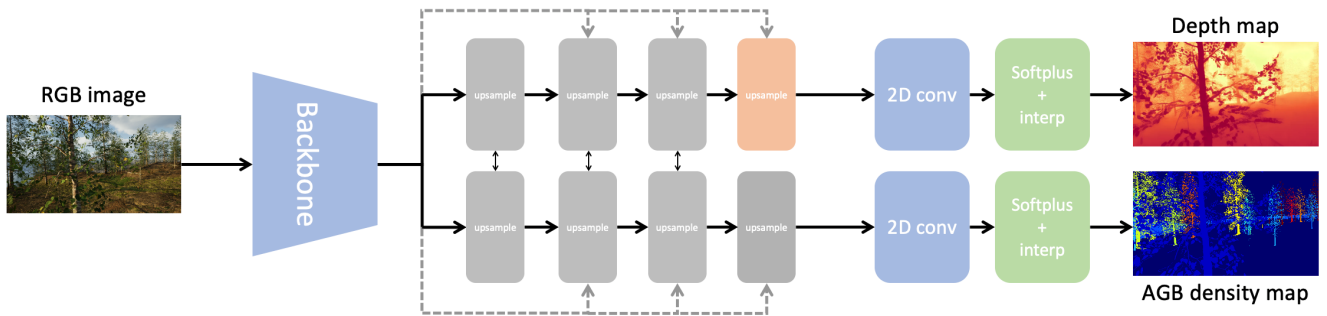 RGB image
Backbone
upsample
upsample
upsample
upsample
2D conv
Softplus
+
interp
Depth map
upsample
upsample
upsample
upsample
2D conv
Softplus
+
interp
AGB density map